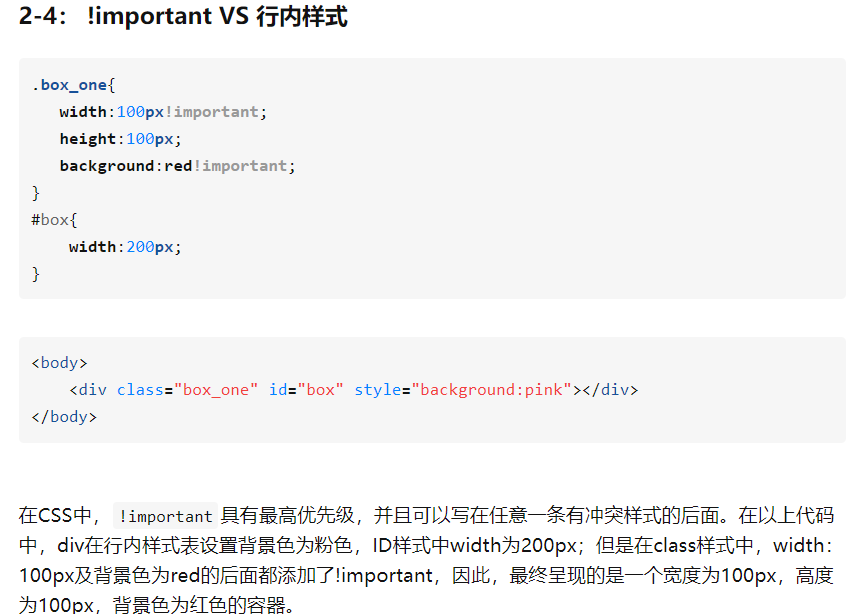 2-4： !important VS 行内样式
.box_one{
width:100px!important;
height:100px;
background:red!important;
}
#box{
width:200px;
}
<body>
<div class="box_one" id="box" style="background:pink"></div>
</body>
在CSS中， !important 具有最高优先级，并且可以写在任意一条有冲突样式的后面。在以上代码
中，div在行内样式表设置背景色为粉色，ID样式中width为200px；但是在class样式中，width：
100px及背景色为red的后面都添加了!important，因此，最终呈现的是一个宽度为100px，高度
为100px，背景色为红色的容器。